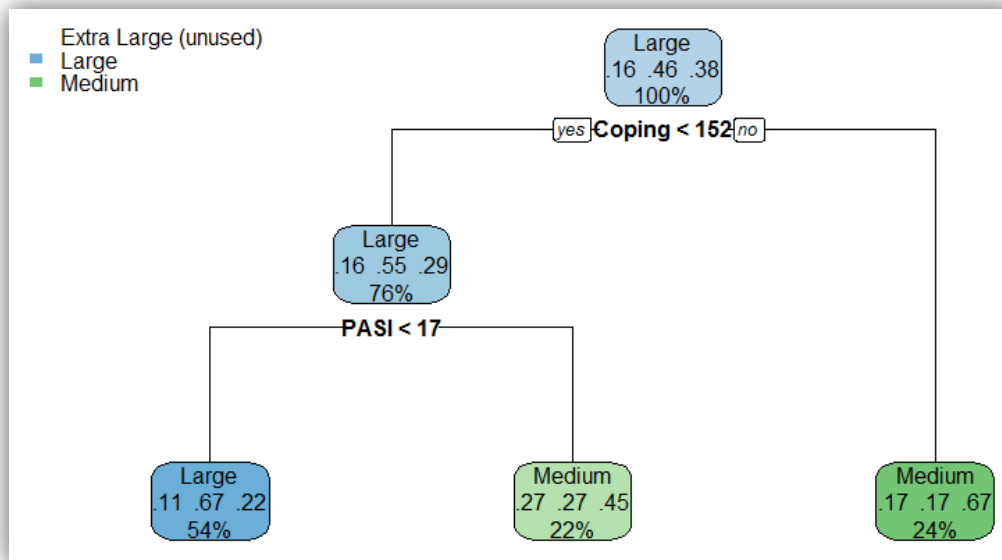 Extra Large (unused)
Large
Medium
Large
.16 .46 .38
100%
yes Coping < 152 no
Large
.16 .55 .29
76%
PASI < 17
Large
.11 .67 .22
54%
Medium
.27 .27 .45
22%
Medium
.17 .17 .67
24%